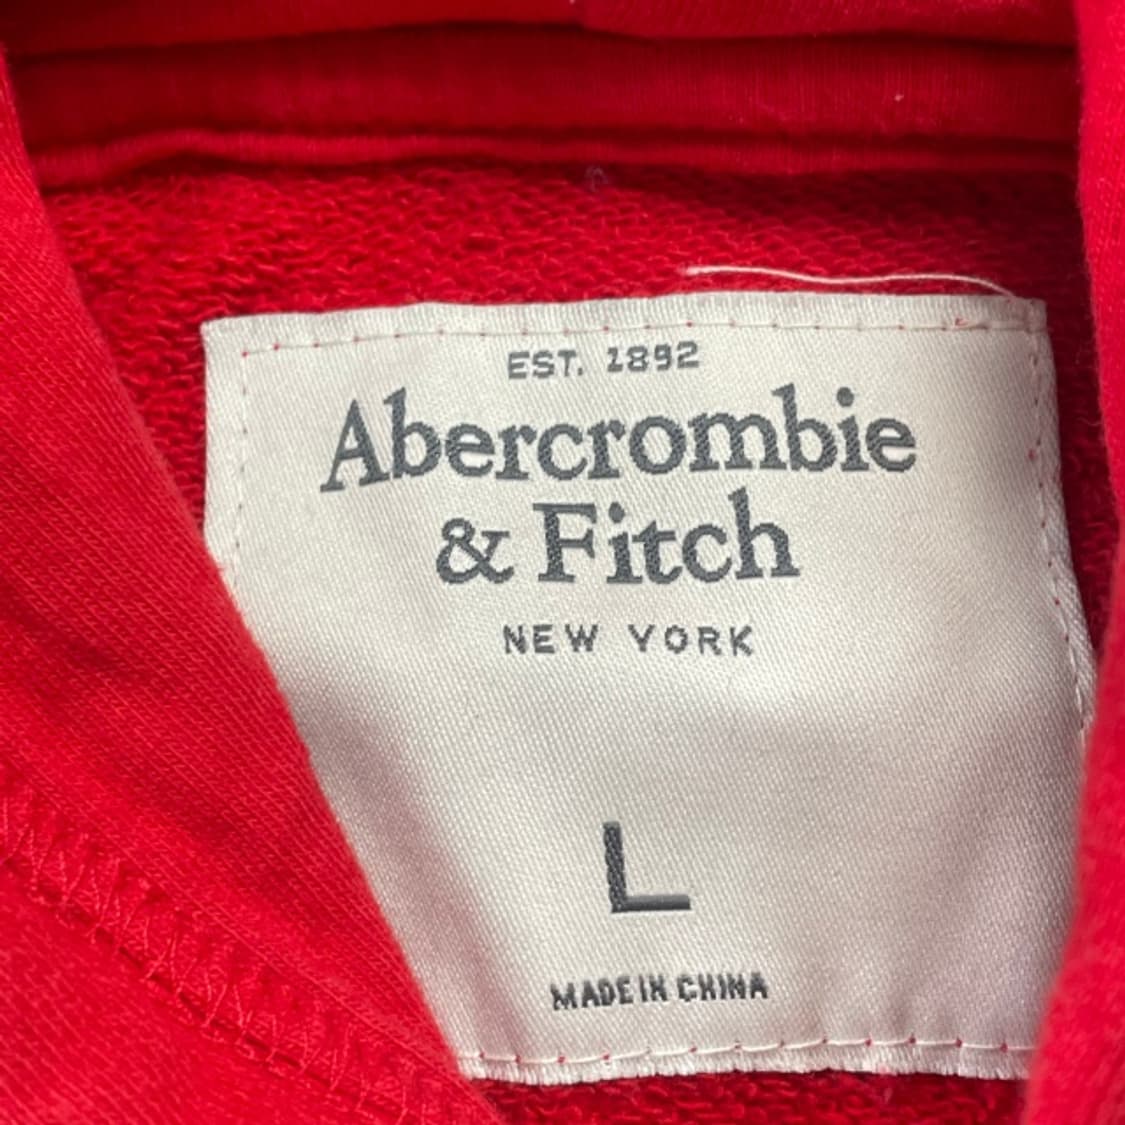 EST. 1892
Abercrombie
& Fitch
NEW YORK
L
MADE IN CHINA